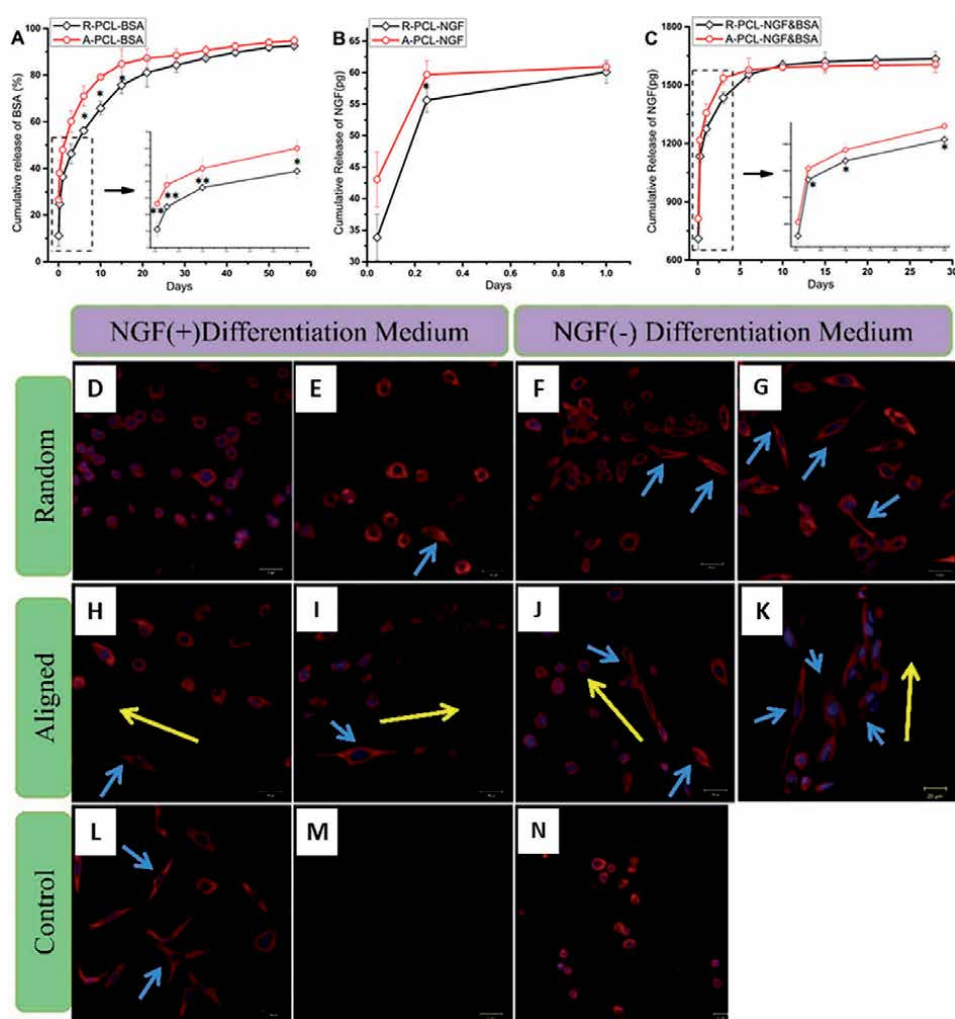 A
R-PCL-BSA
A-PCL-BSA
Cumulative release of BSA (%)
100
80
60
40
20
0
0 10 20 30 40 50 60
Days
* * *
** ** ** *
B
R-PCL-NGF
A-PCL-NGF
Cumulative release of NGF(pg)
65
60
55
50
45
40
35
30
0.0 0.2 0.4 0.6 0.8 1.0
Days
*
C
R-PCL-NGF&BSA
A-PCL-NGF&BSA
Cumulative release of NGF(pg)
1800
1500
1200
900
600
0 5 10 15 20 25 30
Days
* * *
NGF(+)Differentiation Medium
NGF(-) Differentiation Medium
Random
D
E
F
G
Aligned
H
I
J
K
20 µm
Control
L
M
N